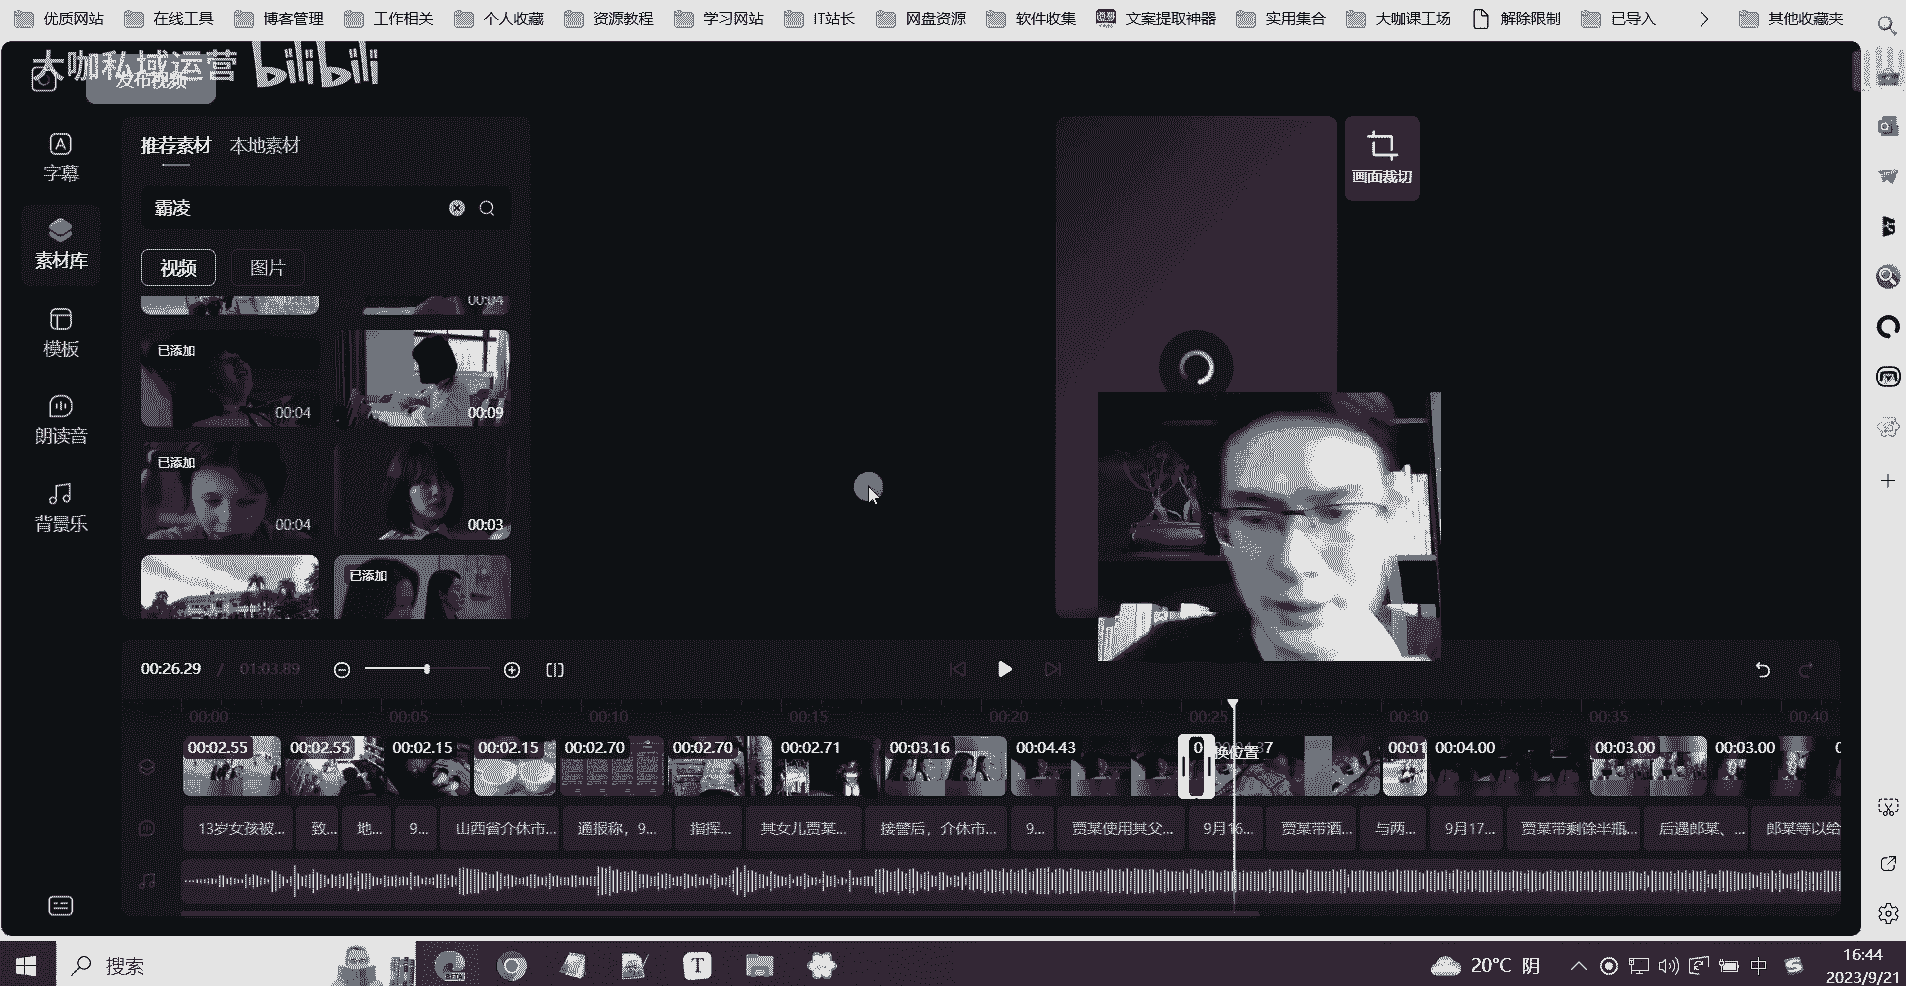 优质网站 在线工具 博客管理 工作相关 个人收藏 资源教程 学习网站 IT站长 网盘资源 软件收集 文案提取神器 实用集合 大咖课工场 解除限制 已导入 其他收藏夹
大咖私域运营 bilibili
发布视频
推荐素材 本地素材
字幕
画面裁切
霸凌
素材库
视频 图片
00:04
模板
已添加
00:04 00:09
朗读音
已添加
00:04 00:03
背景乐
已添加
00:26.29 / 01:03.89
00:00 00:05 00:10 00:15 00:20 00:25 00:30 00:35 00:40
00:02.55 00:02.55 00:02.15 00:02.15 00:02.70 00:02.70 00:02.71 00:03.16 00:04.43 换位置 00:01 00:04.00 00:03.00 00:03.00
13岁女孩被... 致... 地... 9... 山西省介休市... 通报称，9... 指挥... 其女儿贾某... 接警后，介休市... 9... 贾某使用其父... 9月16... 贾某带酒... 与两... 9月17... 贾某带剩馀半瓶... 后遇郎某、... 郎某等以给
搜索
BETA
T
20°C 阴
中
16:44
2023/9/21